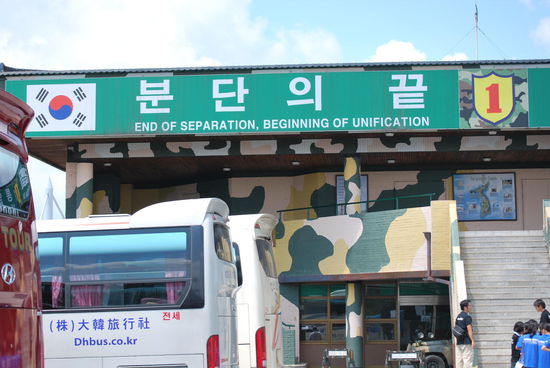 분단의 끝
END OF SEPARATION, BEGINNING OF UNIFICATION
1
TOUR
(株)大韓旅行社 전세
Dhbus.co.kr